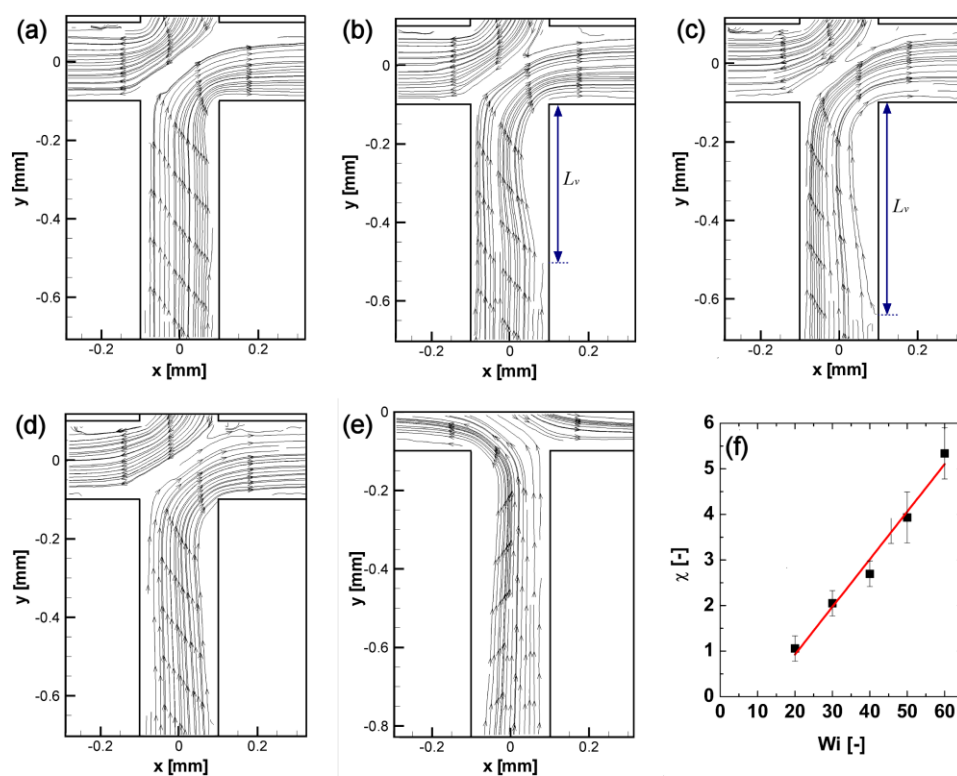 (a) (b) (c)
0 0 0
-0.2 -0.2 -0.2
y [mm] y [mm] y [mm]
Lv Lv
-0.4 -0.4 -0.4
-0.6 -0.6 -0.6
-0.2 0 0.2 -0.2 0 0.2 -0.2 0 0.2
x [mm] x [mm] x [mm]
(d) (e) (f)
0 0 6
-0.2 -0.2 5
y [mm] y [mm] χ [-]
-0.4 -0.4 4
-0.6 -0.6 3
-0.8 2
1
0
-0.2 0 0.2 -0.2 0 0.2 0 10 20 30 40 50 60
x [mm] x [mm] Wi [-]